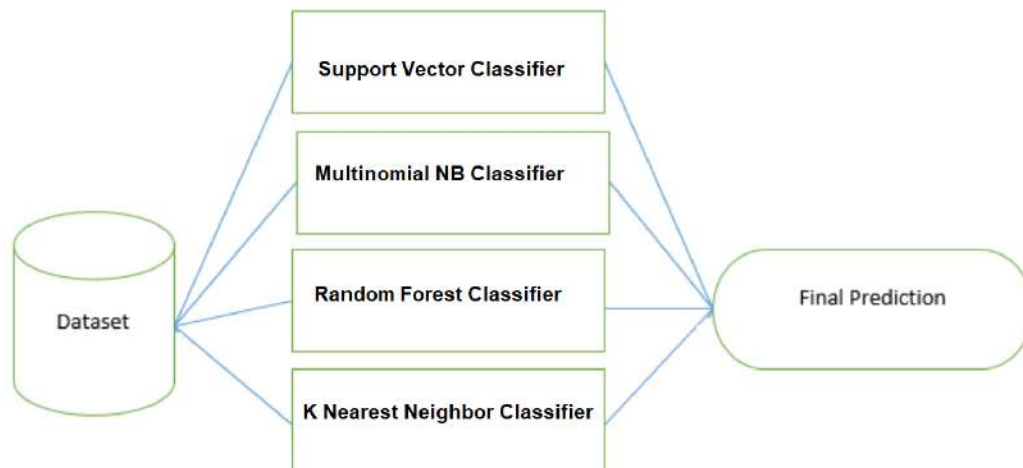 Support Vector Classifier
Multinomial NB Classifier
Random Forest Classifier
K Nearest Neighbor Classifier
Dataset
Final Prediction